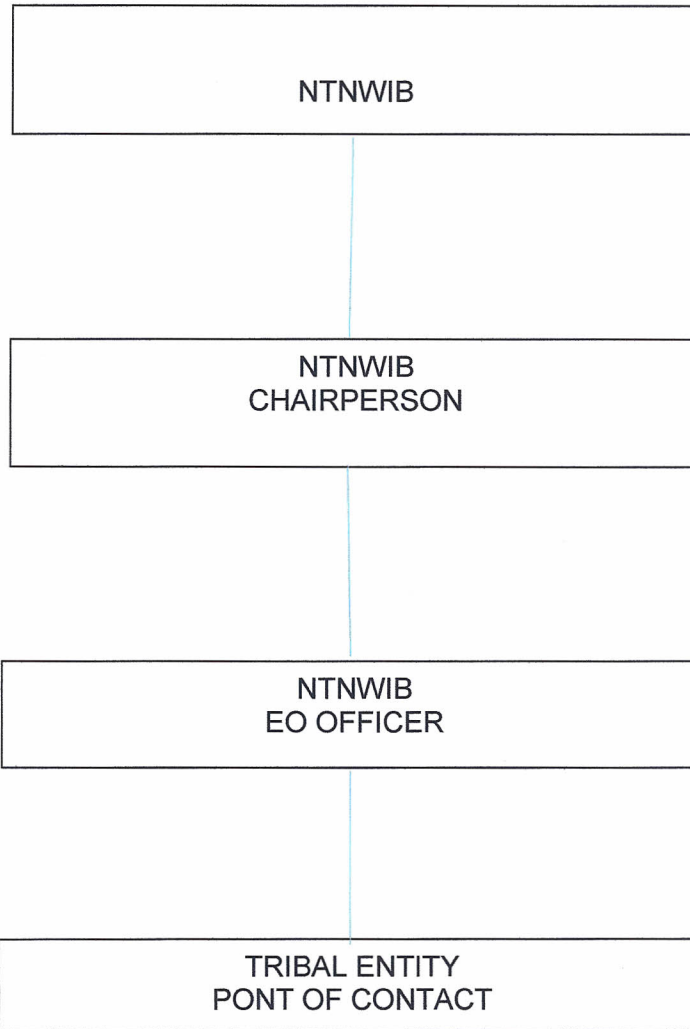 NTNWIB
NTNWIB
CHAIRPERSON
NTNWIB
EO OFFICER
TRIBAL ENTITY
PONT OF CONTACT